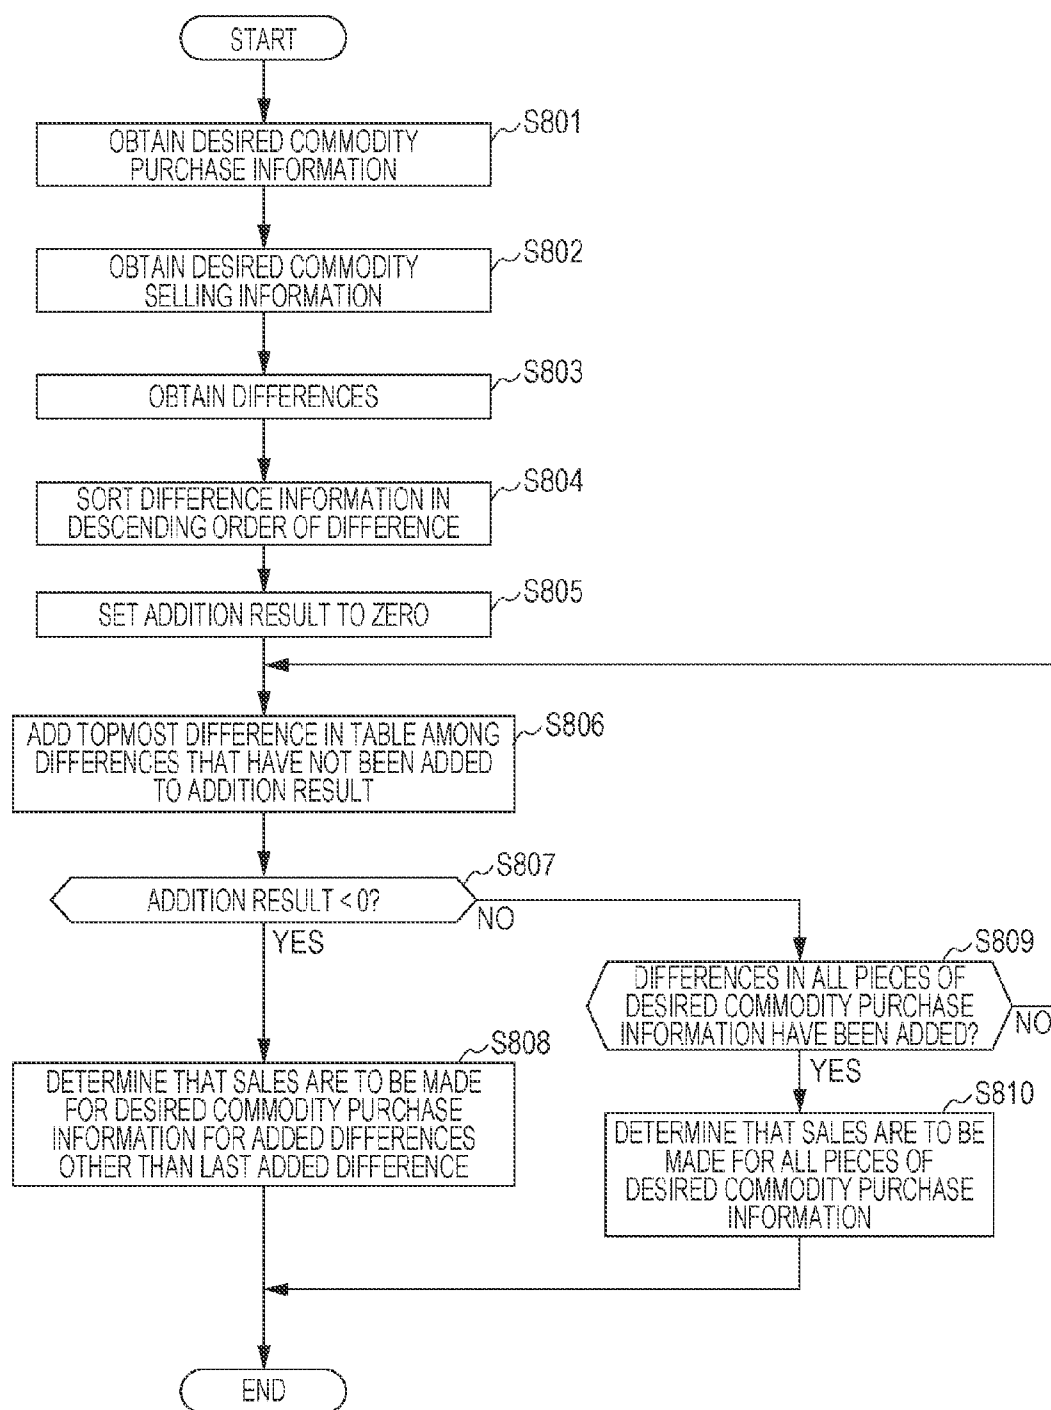 START
S801
OBTAIN DESIRED COMMODITY
PURCHASE INFORMATION
S802
OBTAIN DESIRED COMMODITY
SELLING INFORMATION
S803
OBTAIN DIFFERENCES
S804
SORT DIFFERENCE INFORMATION IN
DESCENDING ORDER OF DIFFERENCE
S805
SET ADDITION RESULT TO ZERO
S806
ADD TOPMOST DIFFERENCE IN TABLE AMONG
DIFFERENCES THAT HAVE NOT BEEN ADDED
TO ADDITION RESULT
S807
ADDITION RESULT < 0?
NO
YES
S809
DIFFERENCES IN ALL PIECES OF
DESIRED COMMODITY PURCHASE
INFORMATION HAVE BEEN ADDED?
NO
YES
S808
DETERMINE THAT SALES ARE TO BE MADE
FOR DESIRED COMMODITY PURCHASE
INFORMATION FOR ADDED DIFFERENCES
OTHER THAN LAST ADDED DIFFERENCE
S810
DETERMINE THAT SALES ARE TO BE
MADE FOR ALL PIECES OF
DESIRED COMMODITY PURCHASE
INFORMATION
END